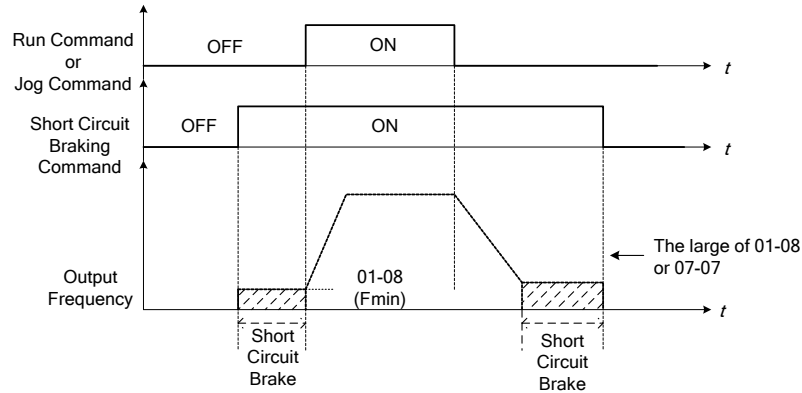 Run Command
or
Jog Command
OFF
ON
t
Short Circuit
Braking
Command
OFF
ON
t
Output
Frequency
01-08
(Fmin)
The large of 01-08
or 07-07
t
Short
Circuit
Brake
Short
Circuit
Brake